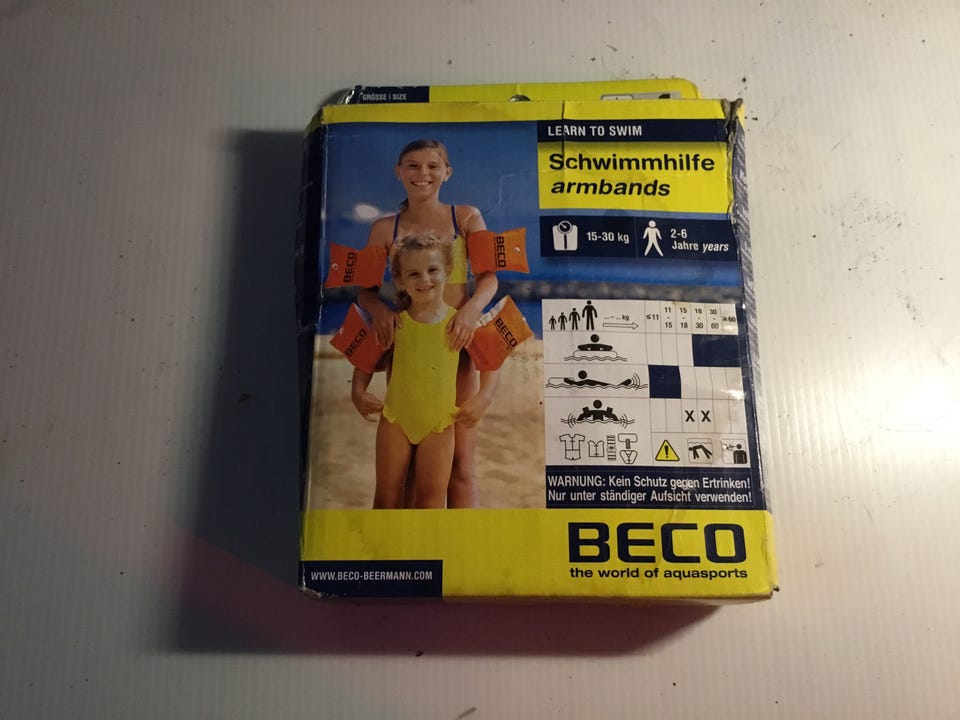 GRÖSSE | SIZE
LEARN TO SWIM
Schwimmhilfe
armbands
15-30 kg
2-6
Jahre years
BECO
BECO
BECO
BECO
... - ... kg
≤11
11 - 15
15 - 18
18 - 30
30 - 60
≥60
X X
WARNUNG: Kein Schutz gegen Ertrinken!
Nur unter ständiger Aufsicht verwenden!
BECO
the world of aquasports
WWW.BECO-BEERMANN.COM